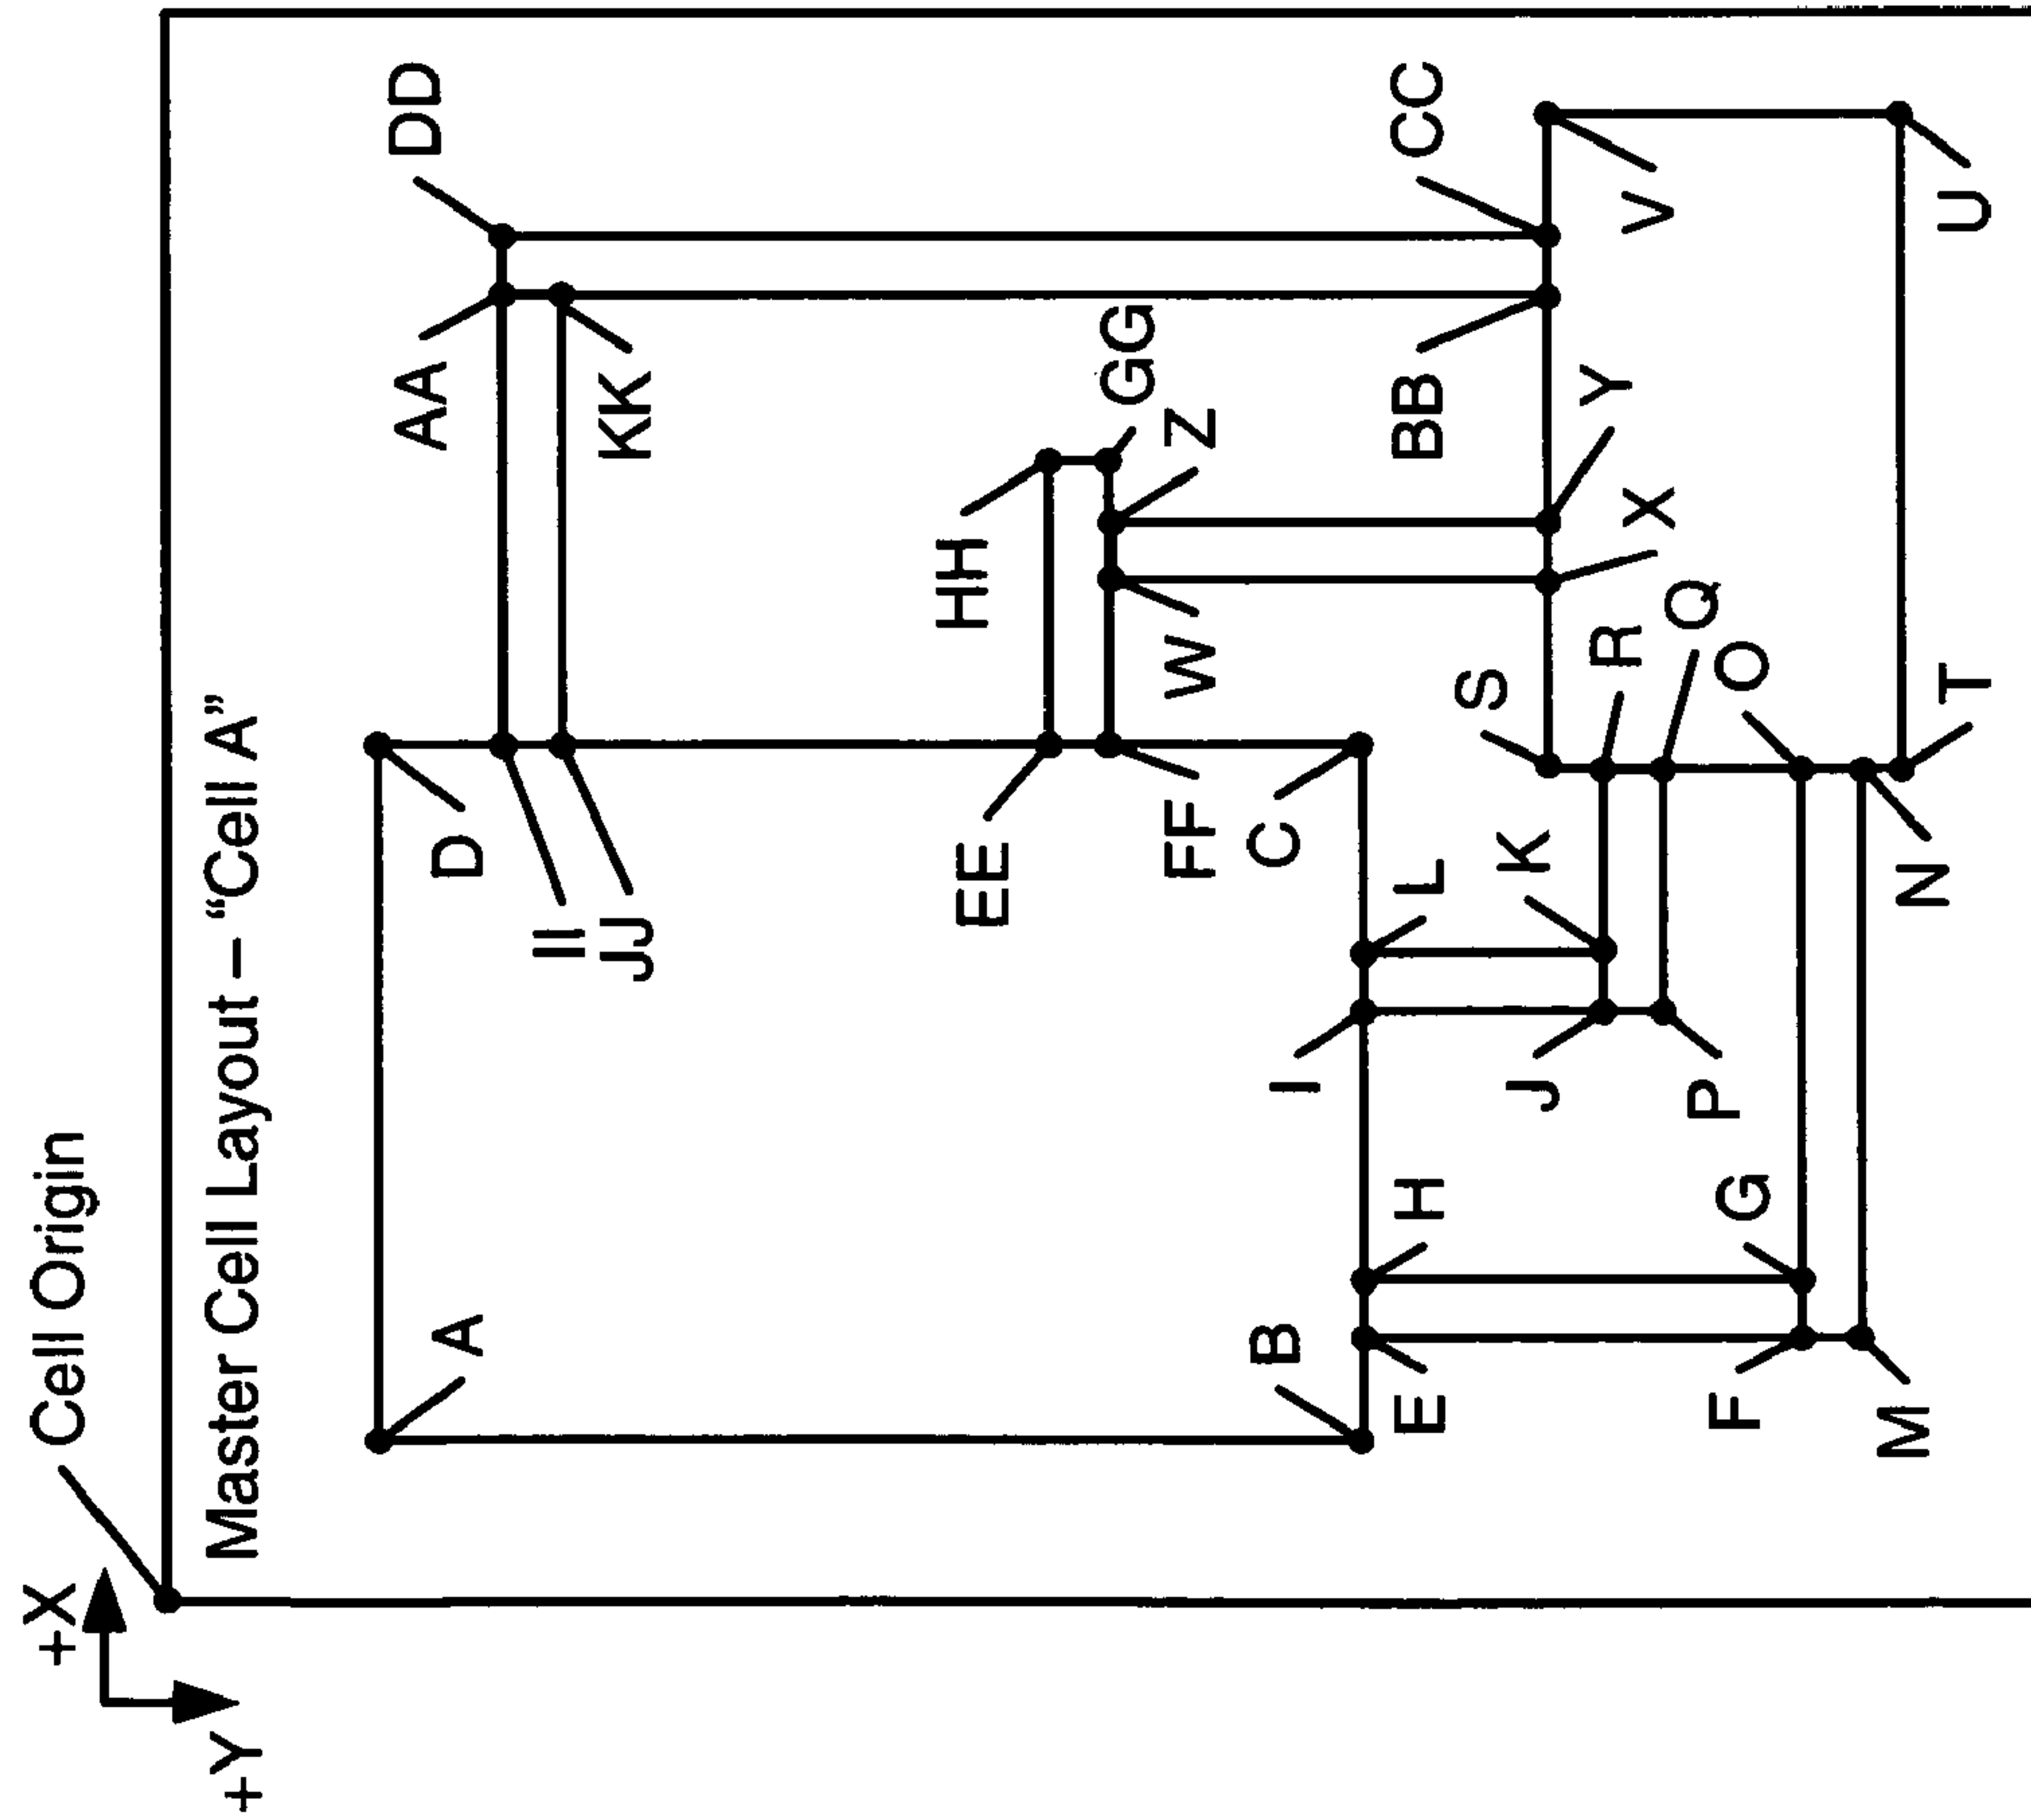 +X
+Y
Cell Origin
Master Cell Layout – “Cell A”
A
D
DD
AA
II
KK
JJ
HH
EE
GG
Z
W
FF
B
C
I
CC
BB
E
H
L
S
J
K
Y
R
X
V
F
P
G
O
Q
M
N
T
U